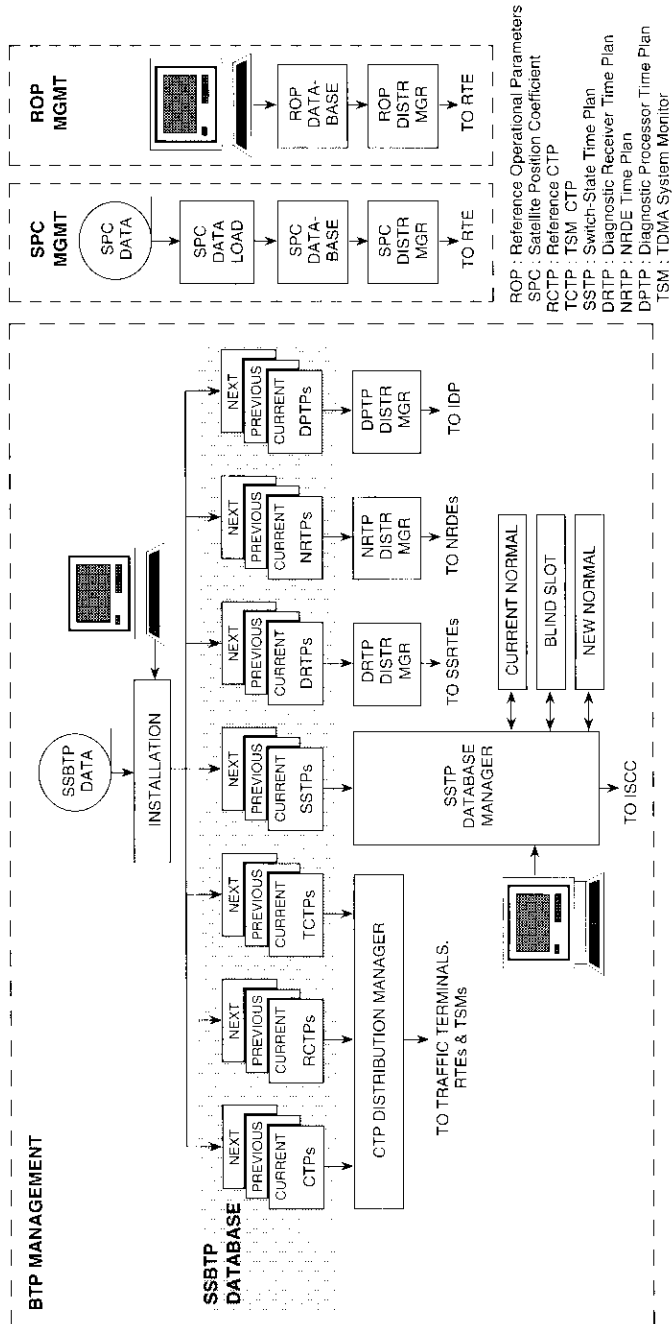 BTP MANAGEMENT
SSBTP
DATA
INSTALLATION
SSBTP
DATABASE
NEXT
PREVIOUS
CURRENT
CTPs
NEXT
PREVIOUS
CURRENT
RCTPs
NEXT
PREVIOUS
CURRENT
TCTPs
NEXT
PREVIOUS
CURRENT
SSTPs
NEXT
PREVIOUS
CURRENT
DRTPs
NEXT
PREVIOUS
CURRENT
NRTPs
NEXT
PREVIOUS
CURRENT
DPTPs
CTP DISTRIBUTION MANAGER
TO TRAFFIC TERMINALS.
RTEs & TSMs
SSTP
DATABASE
MANAGER
TO ISCC
CURRENT NORMAL
BLIND SLOT
NEW NORMAL
DRTP
DISTR
MGR
TO SSRTEs
NRTP
DISTR
MGR
TO NRDEs
DPTP
DISTR
MGR
TO IDP
SPC
MGMT
SPC
DATA
SPC
DATA
LOAD
SPC
DATA-
BASE
SPC
DISTR
MGR
TO RTE
ROP
MGMT
ROP
DATA-
BASE
ROP
DISTR
MGR
TO RTE
ROP : Reference Operational Parameters
SPC : Satellite Position Coefficient
RCTP : Reference CTP
TCTP : TSM CTP
SSTP : Switch-State Time Plan
DRTP : Diagnostic Receiver Time Plan
NRTP : NRDE Time Plan
DPTP : Diagnostic Processor Time Plan
TSM : TDMA System Monitor